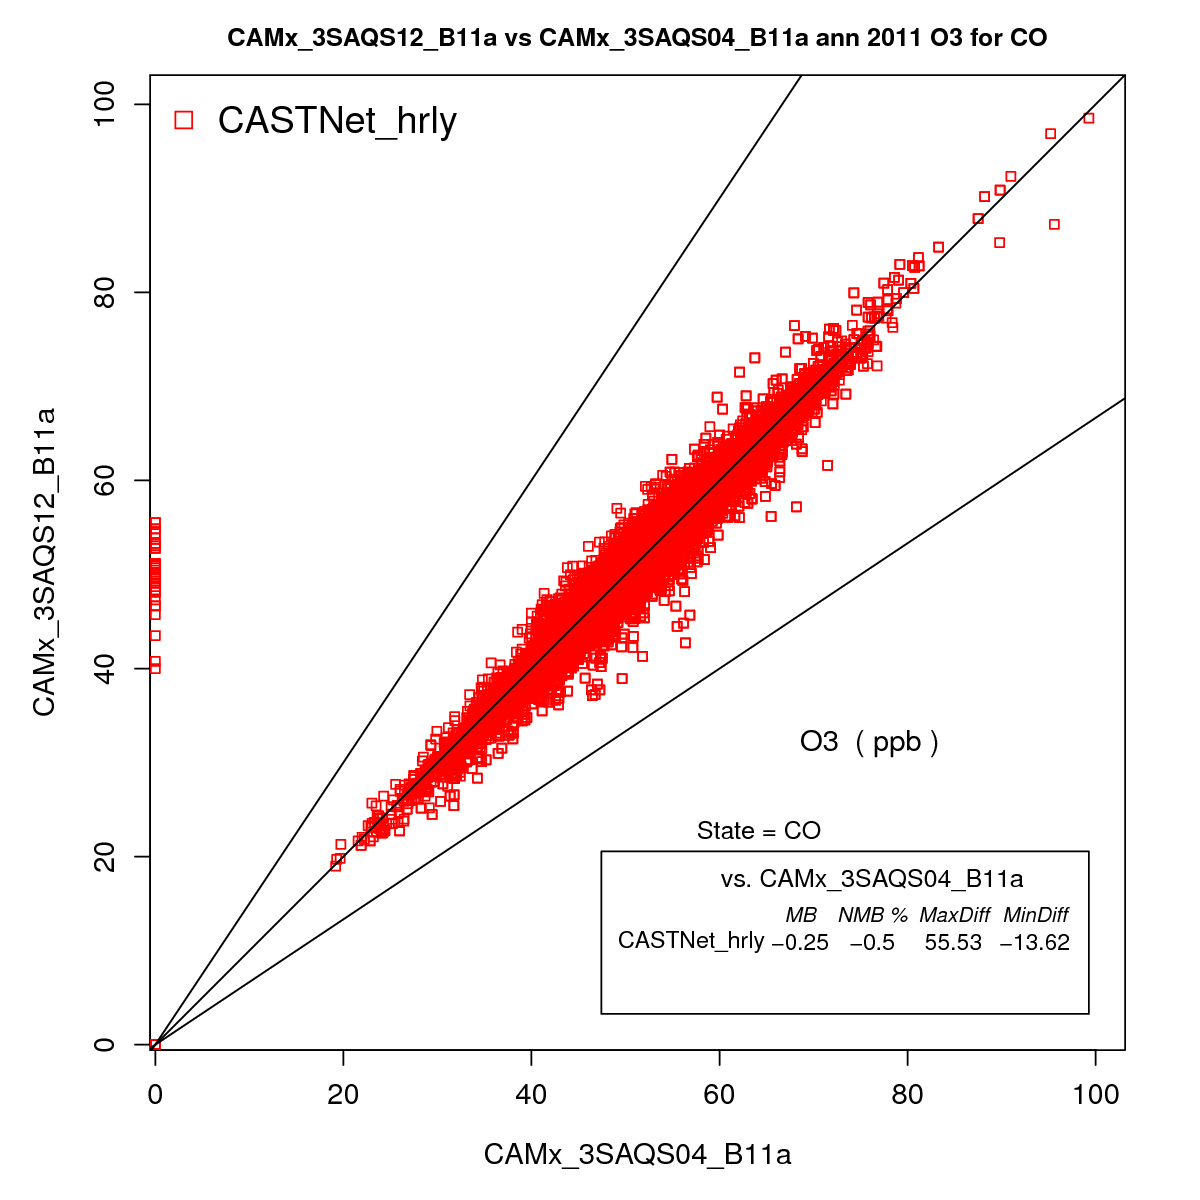 CAMx_3SAQS12_B11a vs CAMx_3SAQS04_B11a ann 2011 O3 for CO
CASTNet_hrly
100
80
60
40
20
0
CAMx_3SAQS12_B11a
O3 ( ppb )
State = CO
vs. CAMx_3SAQS04_B11a
MB NMB % MaxDiff MinDiff
CASTNet_hrly −0.25 −0.5 55.53 −13.62
0 20 40 60 80 100
CAMx_3SAQS04_B11a